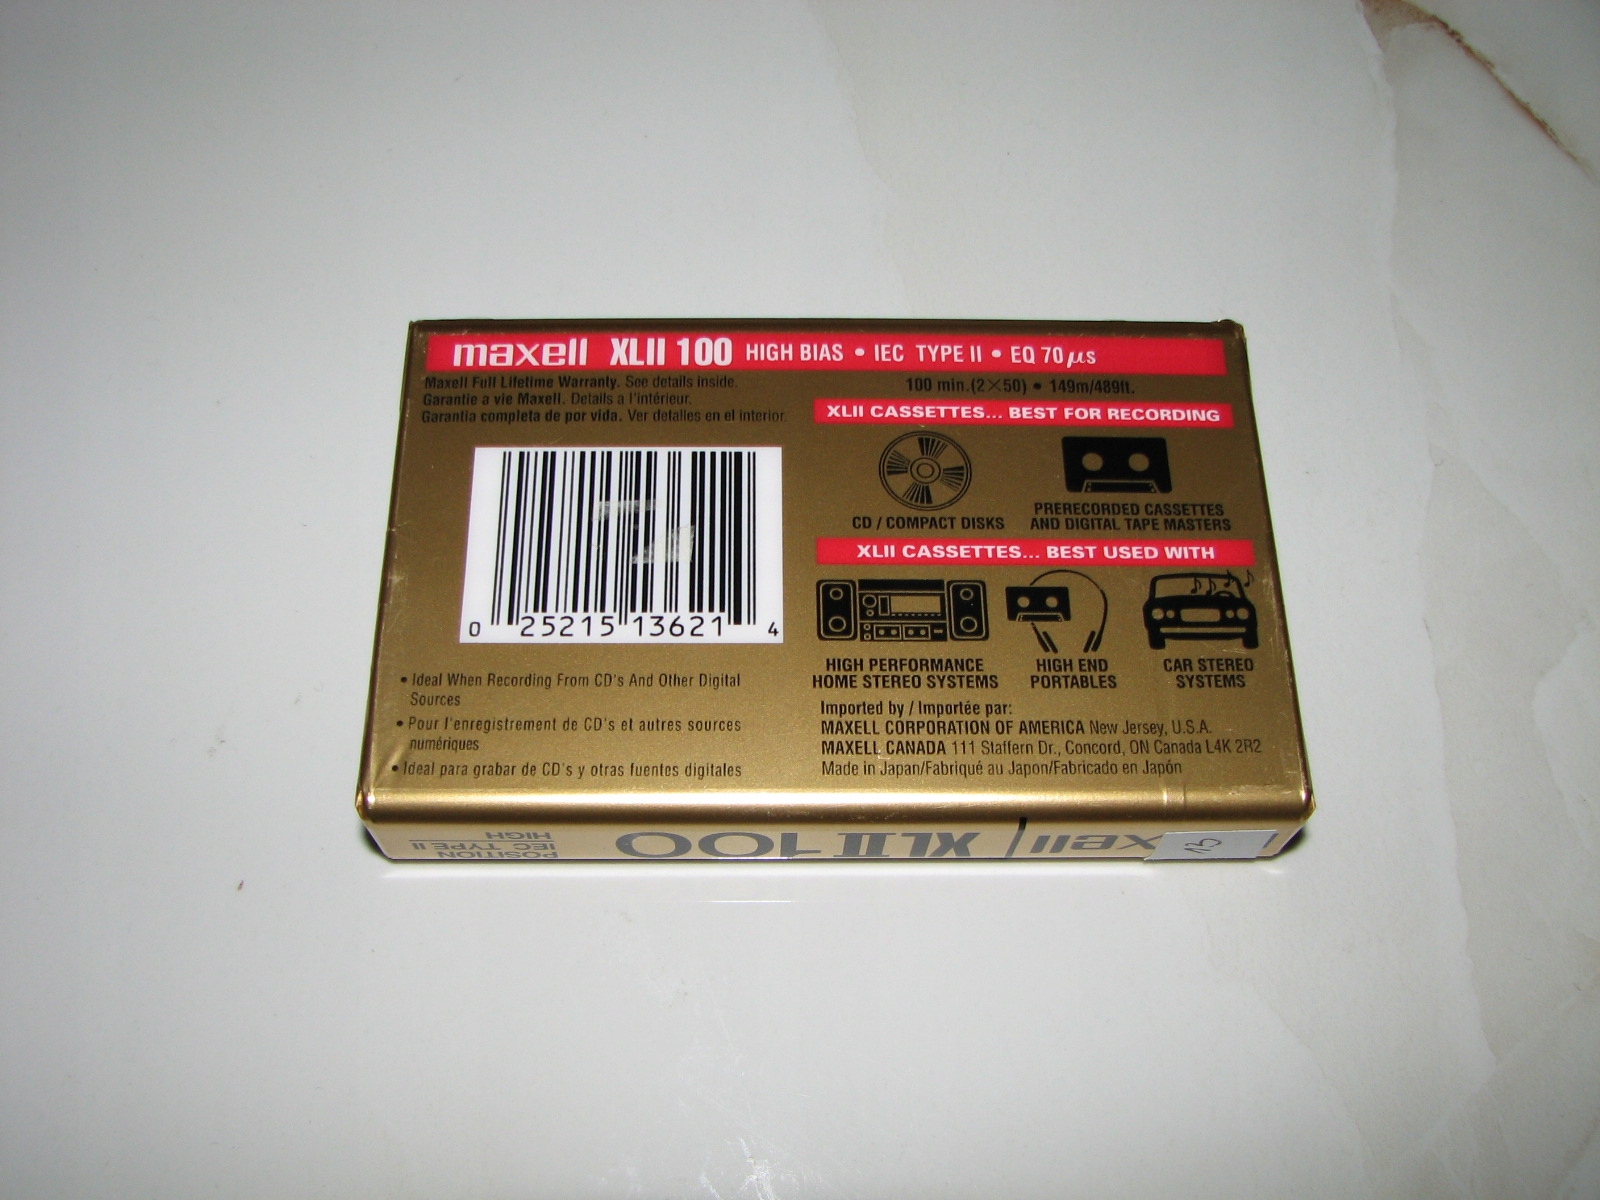 maxell XLII 100 HIGH BIAS • IEC TYPE II • EQ 70 μs
Maxell Full Lifetime Warranty. See details inside.
Garantie a vie Maxell. Details a l'intérieur.
Garantia completa de por vida. Ver detalles en el interior.
0 25215 13621 4
• Ideal When Recording From CD's And Other Digital
Sources
• Pour l'enregistrement de CD's et autres sources
numériques
• Ideal para grabar de CD's y otras fuentes digitales
100 min.(2×50) • 149m/489ft.
XLII CASSETTES... BEST FOR RECORDING
CD / COMPACT DISKS
PRERECORDED CASSETTES
AND DIGITAL TAPE MASTERS
XLII CASSETTES... BEST USED WITH
HIGH PERFORMANCE
HOME STEREO SYSTEMS
HIGH END
PORTABLES
CAR STEREO
SYSTEMS
Imported by / Importée par:
MAXELL CORPORATION OF AMERICA New Jersey, U.S.A.
MAXELL CANADA 111 Staffern Dr., Concord, ON Canada L4K 2R2
Made in Japan/Fabriqué au Japon/Fabricado en Japón
xell XLII 100
POSITION
IEC TYPE II
HIGH